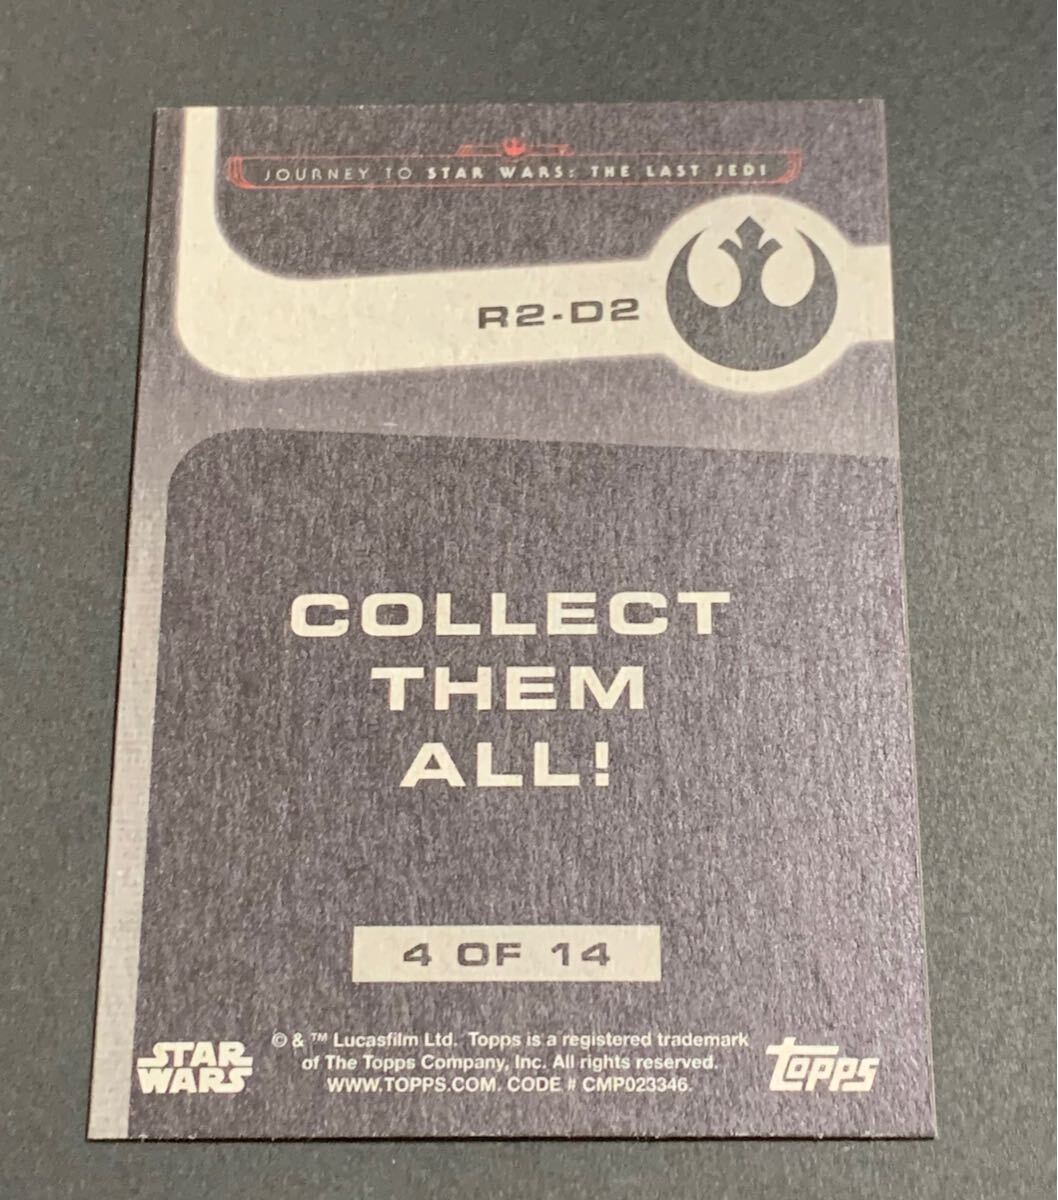 JOURNEY TO STAR WARS: THE LAST JEDI
R2-D2
COLLECT
THEM
ALL!
4 OF 14
© & ™ Lucasfilm Ltd. Topps is a registered trademark
of The Topps Company, Inc. All rights reserved.
WWW.TOPPS.COM. CODE # CMP023346.
STAR
WARS
Topps